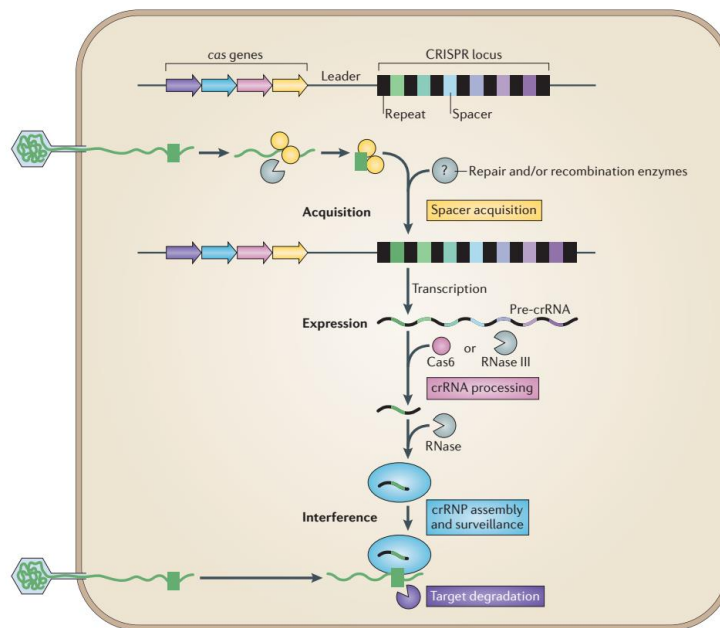 cas genes
Leader
CRISPR locus
Repeat
Spacer
?
Repair and/or recombination enzymes
Acquisition
Spacer acquisition
Transcription
Pre-crRNA
Expression
Cas6
or
RNase III
crRNA processing
RNase
Interference
crRNP assembly
and surveillance
Target degradation